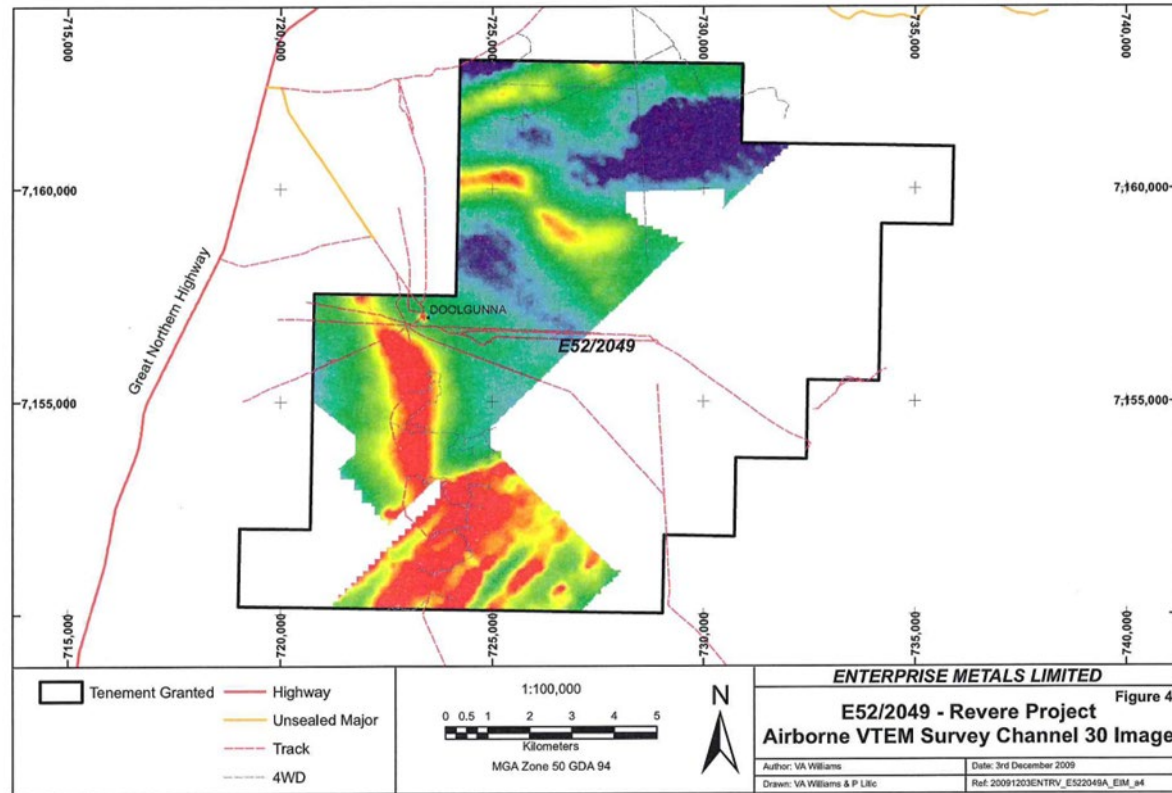 715,000
720,000
725,000
730,000
735,000
740,000
7,160,000
7,160,000
Great Northern Highway
DOOLGUNNA
E52/2049
7,155,000
7,155,000
715,000
720,000
725,000
730,000
735,000
740,000
Tenement Granted
Highway
Unsealed Major
Track
4WD
1:100,000
0 0.5 1 2 3 4 5
Kilometers
MGA Zone 50 GDA 94
N
ENTERPRISE METALS LIMITED
Figure 4
E52/2049 - Revere Project
Airborne VTEM Survey Channel 30 Image
Author: VA Williams
Date: 3rd December 2009
Drawn: VA Williams & P Lilic
Ref: 20091203ENTRV_E522049A_EIM_a4